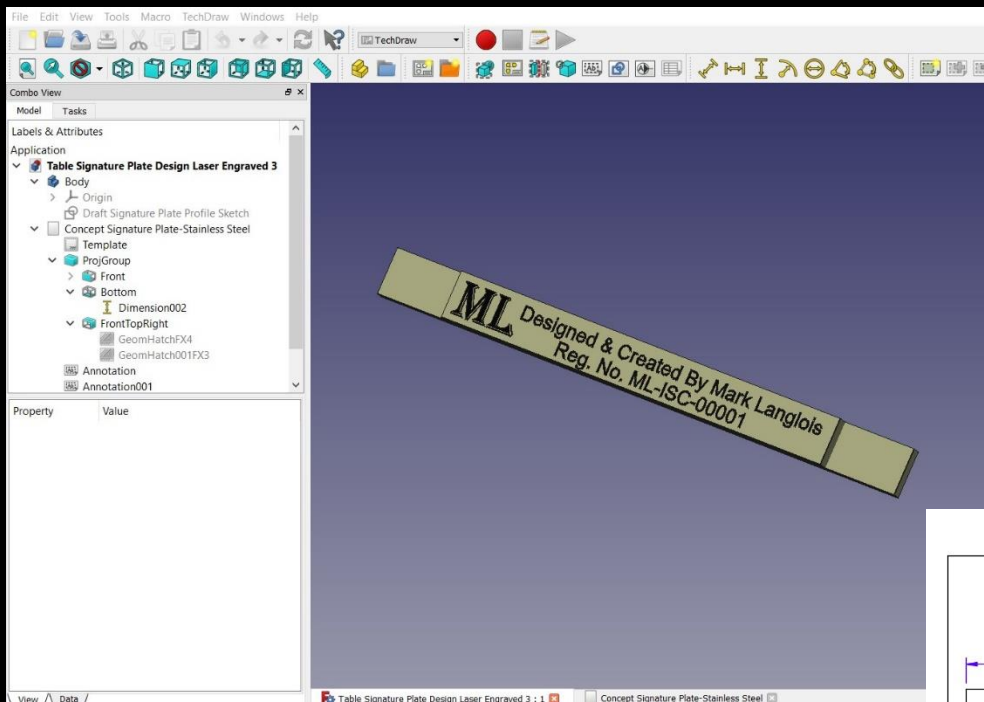 File Edit View Tools Macro TechDraw Windows Help
TechDraw
Combo View
Model Tasks
Labels & Attributes
Application
Table Signature Plate Design Laser Engraved 3
Body
Origin
Draft Signature Plate Profile Sketch
Concept Signature Plate-Stainless Steel
Template
ProjGroup
Front
Bottom
Dimension002
FrontTopRight
GeomHatchFX4
GeomHatch001FX3
Annotation
Annotation001
Property Value
ML Designed & Created By Mark Langlois
Reg. No. ML-ISC-00001
View Data
Table Signature Plate Design Laser Engraved 3 : 1
Concept Signature Plate-Stainless Steel